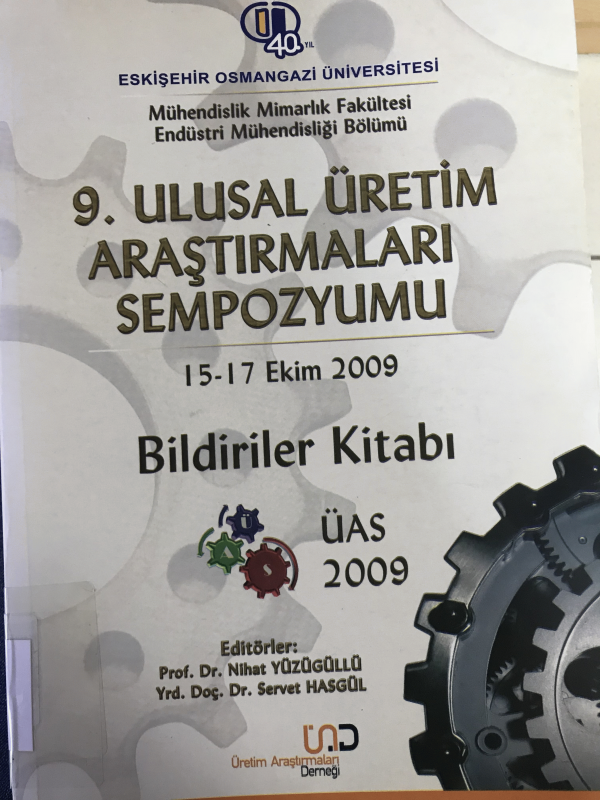 40. YIL
ESKİŞEHİR OSMANGAZİ ÜNİVERSİTESİ
Mühendislik Mimarlık Fakültesi
Endüstri Mühendisliği Bölümü
9. ULUSAL ÜRETİM
ARAŞTIRMALARI
SEMPOZYUMU
15-17 Ekim 2009
Bildiriler Kitabı
Ü
A
S
ÜAS
2009
Editörler:
Prof. Dr. Nihat YÜZÜGÜLLÜ
Yrd. Doç. Dr. Servet HASGÜL
ÜAD
Üretim Araştırmaları
Derneği